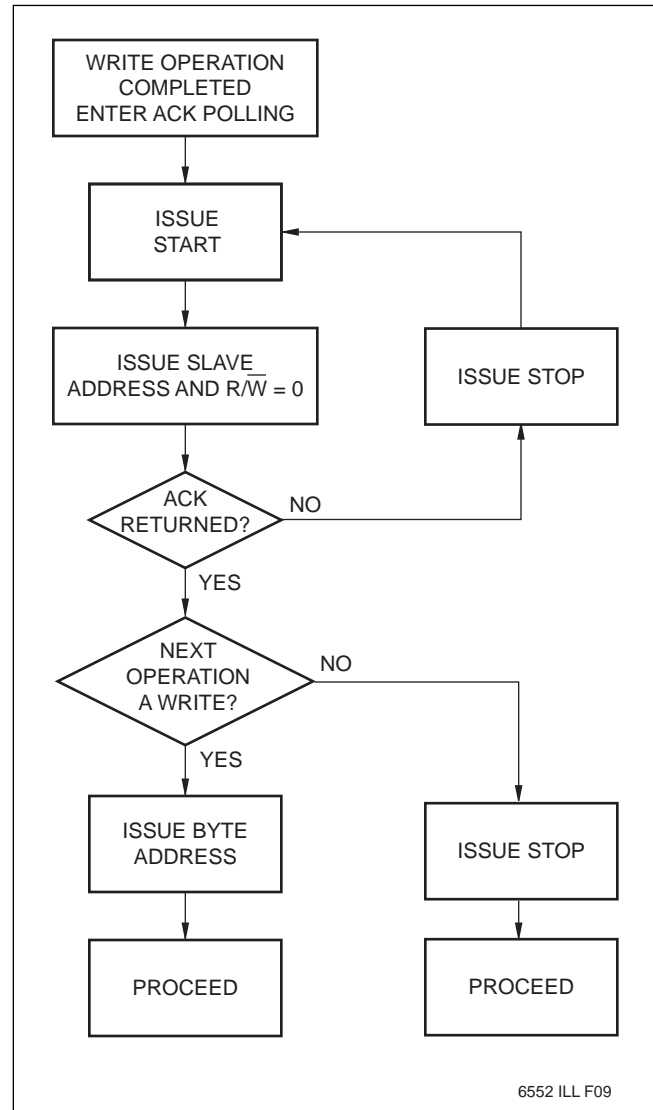 WRITE OPERATION
COMPLETED
ENTER ACK POLLING
ISSUE
START
ISSUE SLAVE
ADDRESS AND R/W̅ = 0
ISSUE STOP
ACK
RETURNED?
NO
YES
NEXT
OPERATION
A WRITE?
NO
YES
ISSUE BYTE
ADDRESS
ISSUE STOP
PROCEED
PROCEED
6552 ILL F09